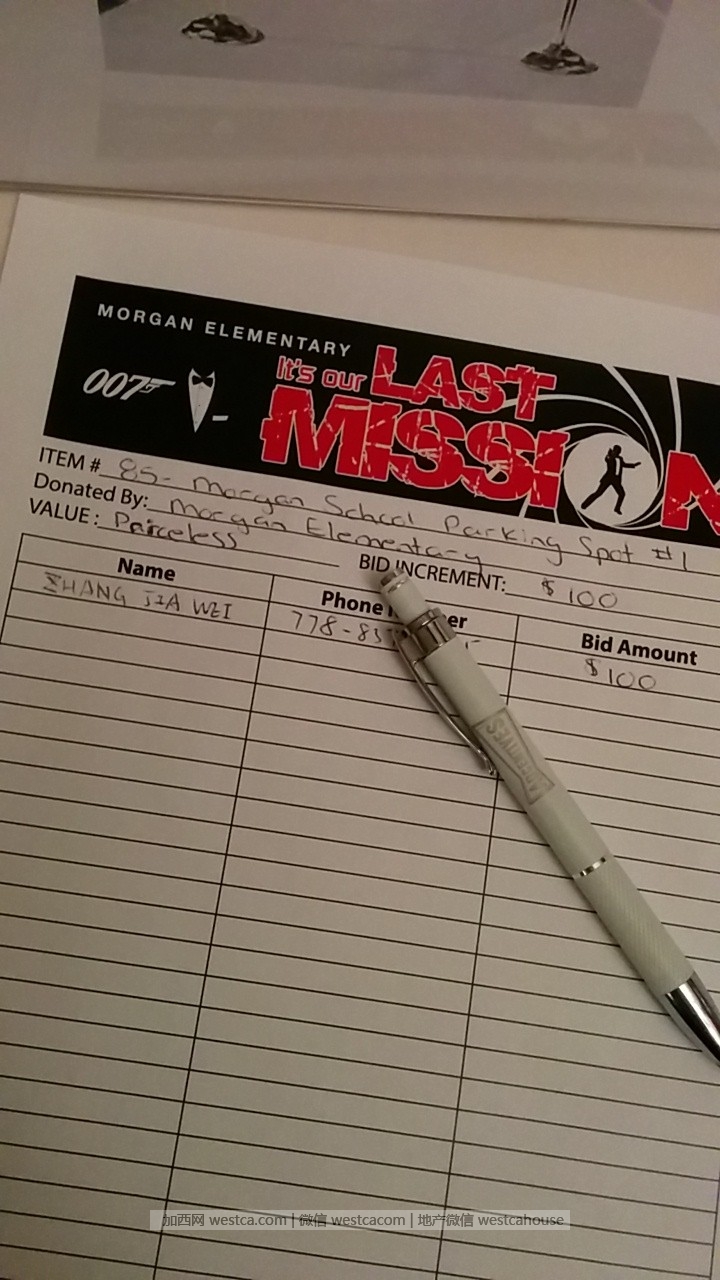 MORGAN ELEMENTARY
007
It's our LAST
MISSION
ITEM # 85- Morgan School Parking Spot #1
Donated By: Morgan Elementary
VALUE: Priceless BID INCREMENT: $100
Name Phone Bid Amount
ZHANG JIA WEI 778- $100
ARCHITIVES
加西网 westca.com | 微信 westcacom | 地产微信 westcahouse